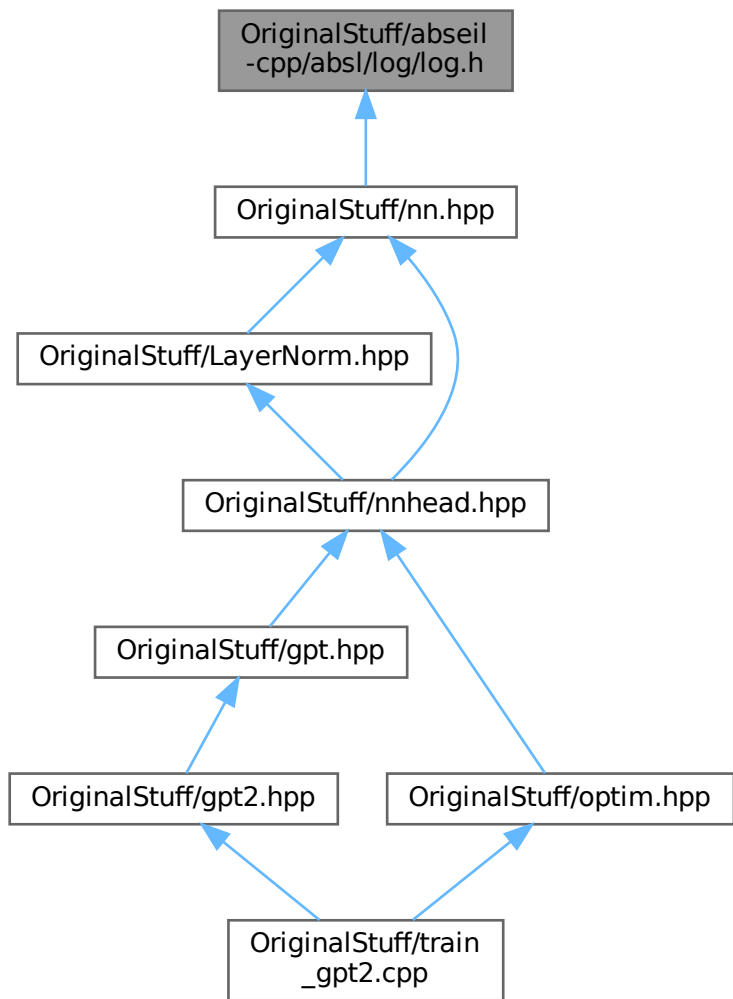 OriginalStuff/abseil
-cpp/absl/log/log.h
OriginalStuff/nn.hpp
OriginalStuff/LayerNorm.hpp
OriginalStuff/nnhead.hpp
OriginalStuff/gpt.hpp
OriginalStuff/gpt2.hpp
OriginalStuff/optim.hpp
OriginalStuff/train
_gpt2.cpp